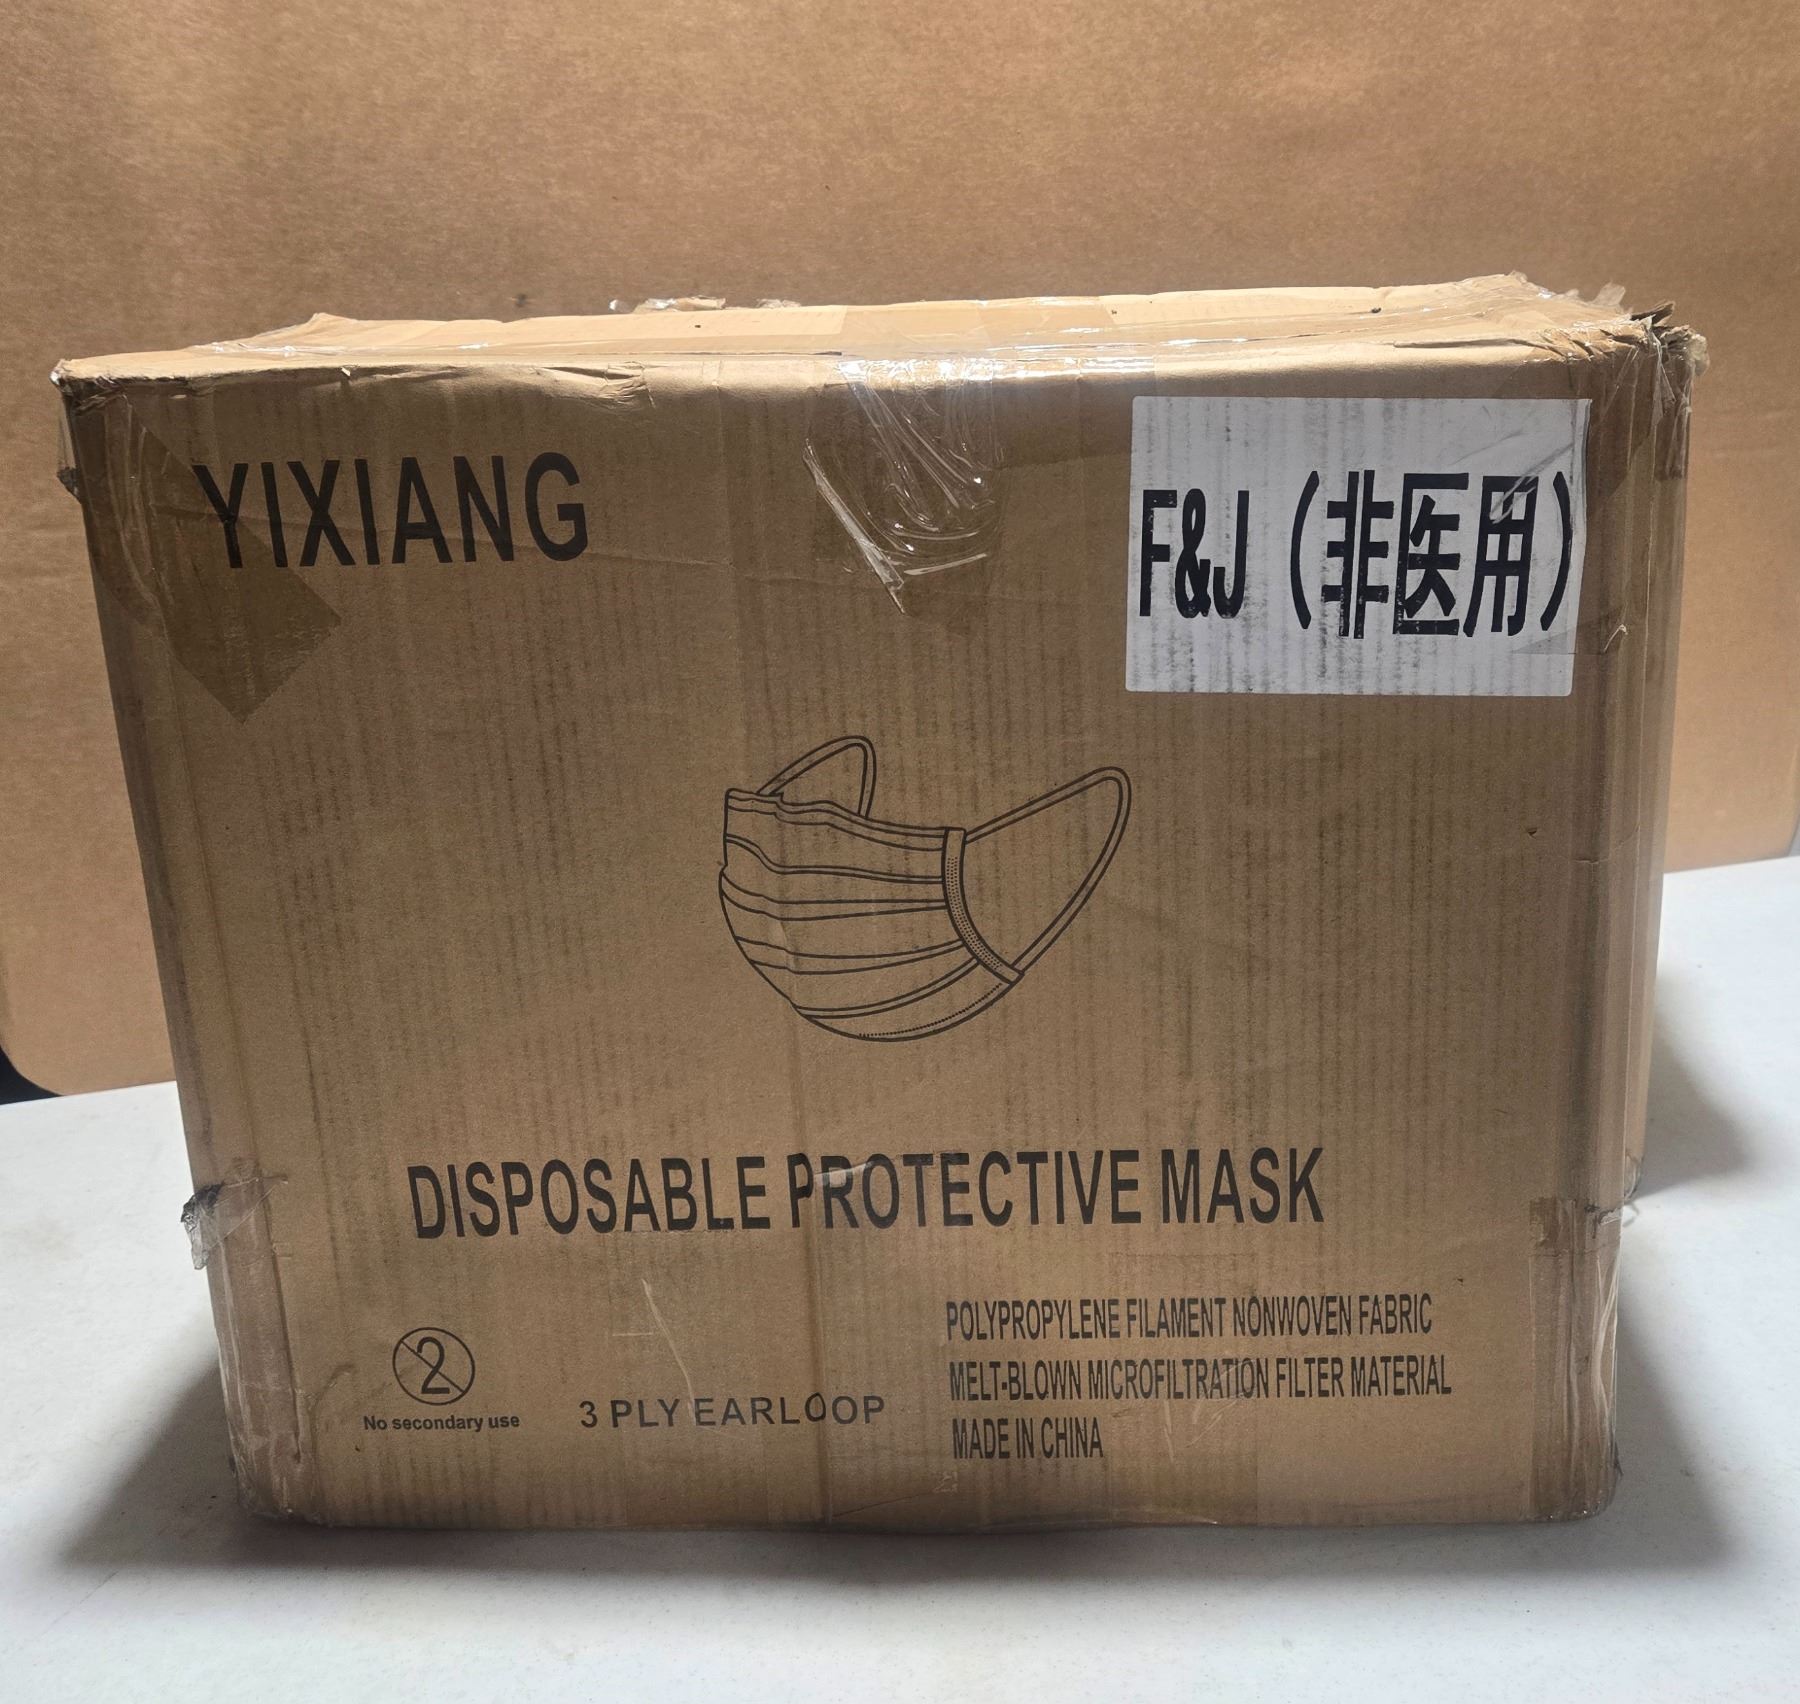 YIXIANG
F&J（非医用）
DISPOSABLE PROTECTIVE MASK
2
No secondary use
3 PLY EARLOOP
POLYPROPYLENE FILAMENT NONWOVEN FABRIC
MELT-BLOWN MICROFILTRATION FILTER MATERIAL
MADE IN CHINA